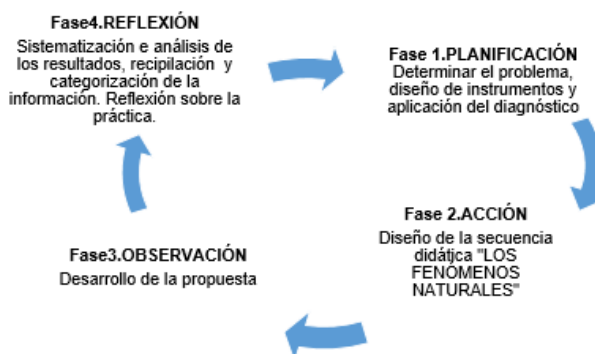 Fase4.REFLEXIÓN
Sistematización e análisis de
los resultados, recipilación y
categorización de la
información. Reflexión sobre la
práctica.
Fase 1.PLANIFICACIÓN
Determinar el problema,
diseño de instrumentos y
aplicación del diagnóstico
Fase 2.ACCIÓN
Diseño de la secuencia
didátjca "LOS
FENÓMENOS
NATURALES"
Fase3.OBSERVACIÓN
Desarrollo de la propuesta